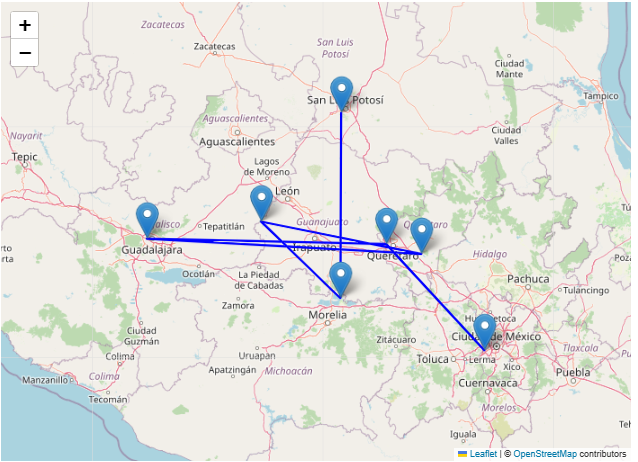 +
−
Zacatecas
Zacatecas
San Luis
Potosí
Ciudad
Mante
Tampico
San Luis Potosí
Aguascalientes
Aguascalientes
Ciudad
Valles
Nayarit
Tepic
Lagos
de Moreno
León
Jalisco
Tepatitlán
Guanajuato
Irapuato
Querétaro
Querétaro
Guadalajara
Hidalgo
Ocotlán
La Piedad
de Cabadas
Pachuca
Tulancingo
Zamora
Morelia
Ciudad
Guzmán
Zitácuaro
Ciudad de México
Uruapan
Toluca
Lerma
Xico
Tlaxcala
Colima
Apatzingán
Michoacán
Cuernavaca
Puebla
Manzanillo
Colima
Tecomán
Morelos
Iguala
Leaflet | © OpenStreetMap contributors